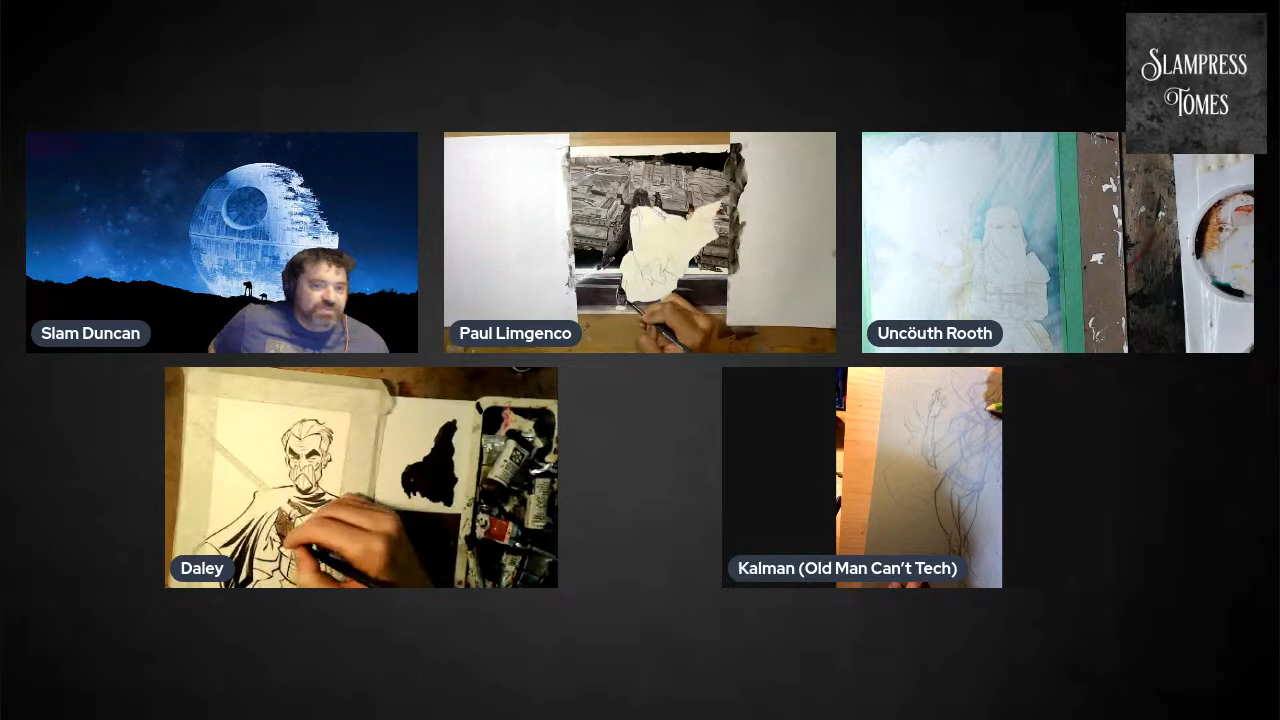 SLAMPRESS
TOMES
Slam Duncan
Paul Limgenco
Uncöuth Rooth
Daley
Kalman (Old Man Can't Tech)